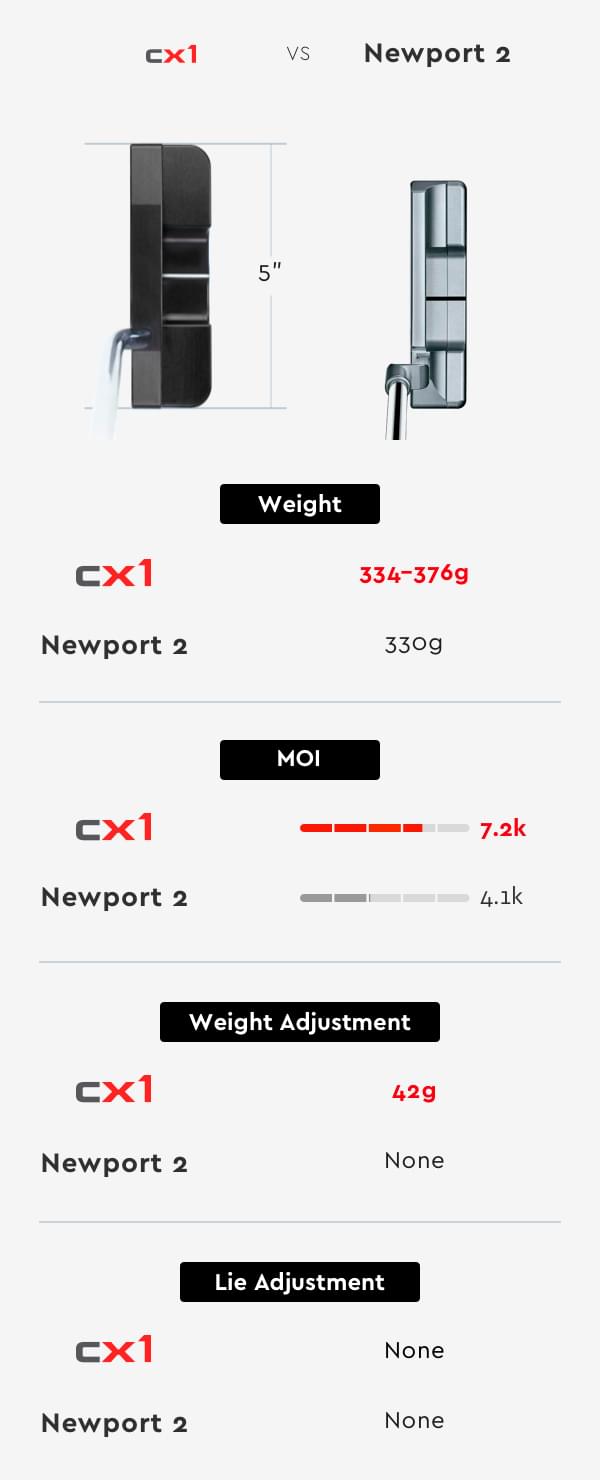 cx1 VS Newport 2
5"
Weight
cx1 334-376g
Newport 2 330g
MOI
cx1 7.2k
Newport 2 4.1k
Weight Adjustment
cx1 42g
Newport 2 None
Lie Adjustment
cx1 None
Newport 2 None